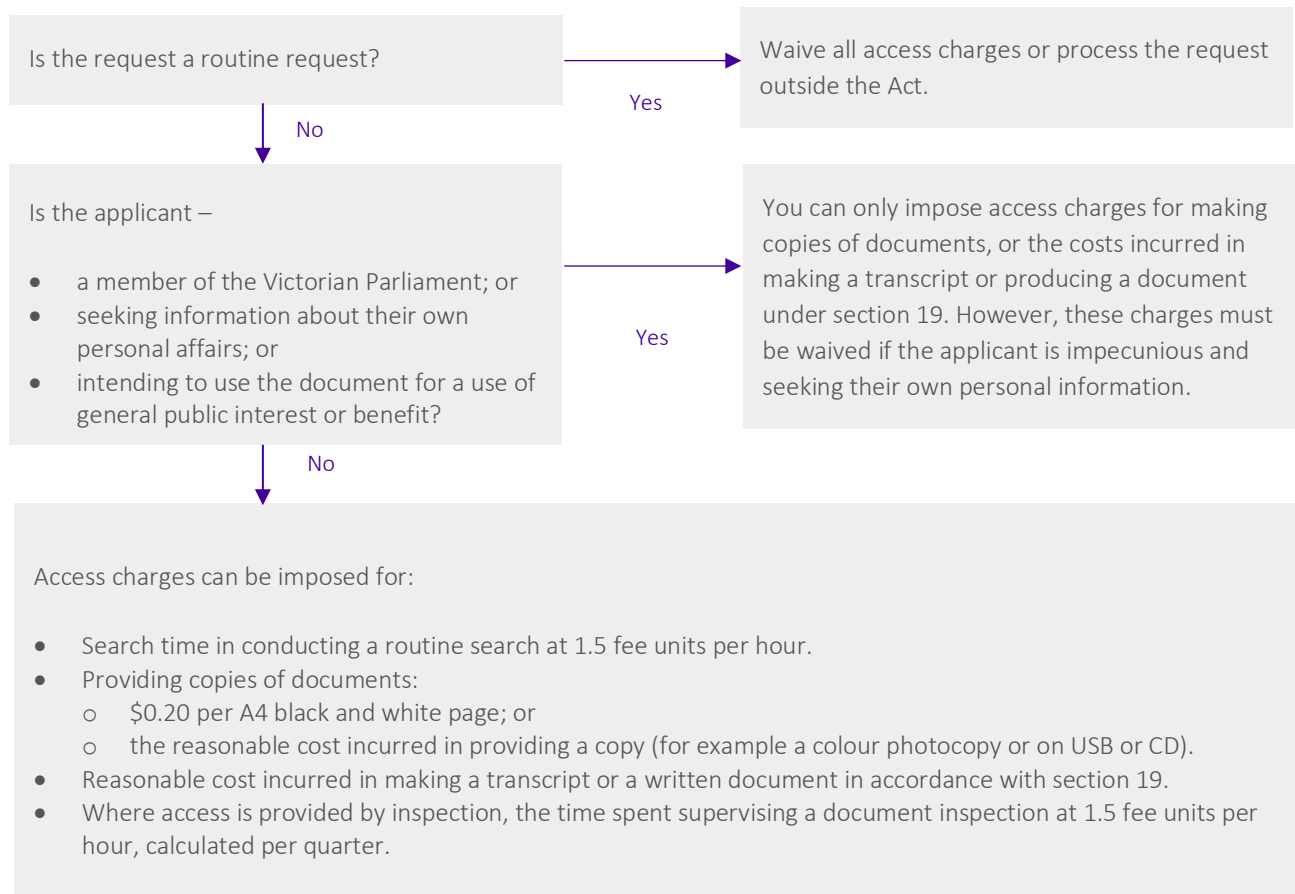 Is the request a routine request?
Waive all access charges or process the request
outside the Act.
Yes
No
Is the applicant –
• a member of the Victorian Parliament; or
• seeking information about their own
personal affairs; or
• intending to use the document for a use of
general public interest or benefit?
Yes
You can only impose access charges for making
copies of documents, or the costs incurred in
making a transcript or producing a document
under section 19. However, these charges must
be waived if the applicant is impecunious and
seeking their own personal information.
No
Access charges can be imposed for:
• Search time in conducting a routine search at 1.5 fee units per hour.
• Providing copies of documents:
o $0.20 per A4 black and white page; or
o the reasonable cost incurred in providing a copy (for example a colour photocopy or on USB or CD).
• Reasonable cost incurred in making a transcript or a written document in accordance with section 19.
• Where access is provided by inspection, the time spent supervising a document inspection at 1.5 fee units per
hour, calculated per quarter.